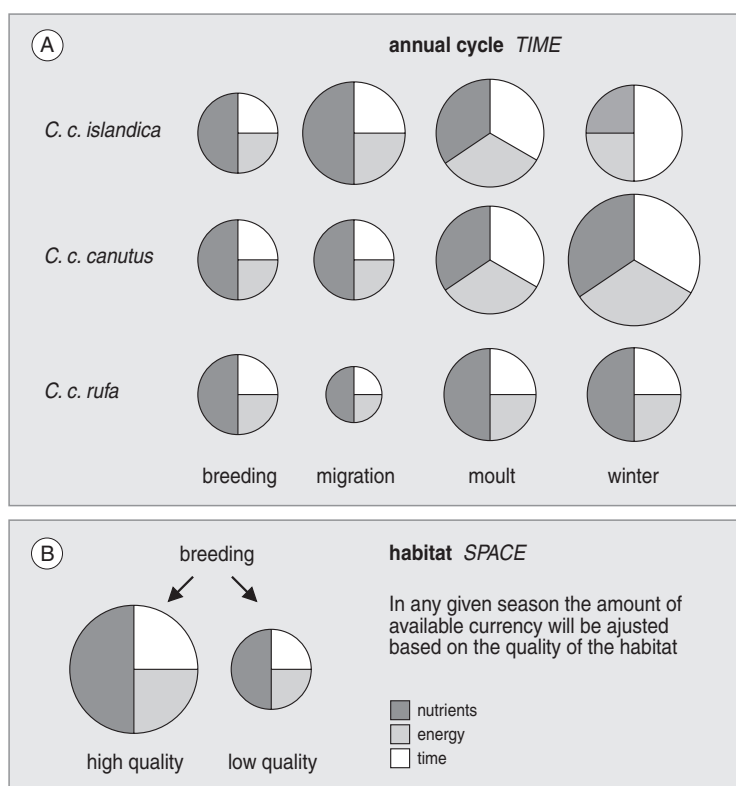 A
annual cycle TIME
C. c. islandica
C. c. canutus
C. c. rufa
breeding migration moult winter
B
breeding
habitat SPACE
In any given season the amount of
available currency will be ajusted
based on the quality of the habitat
nutrients
energy
time
high quality low quality